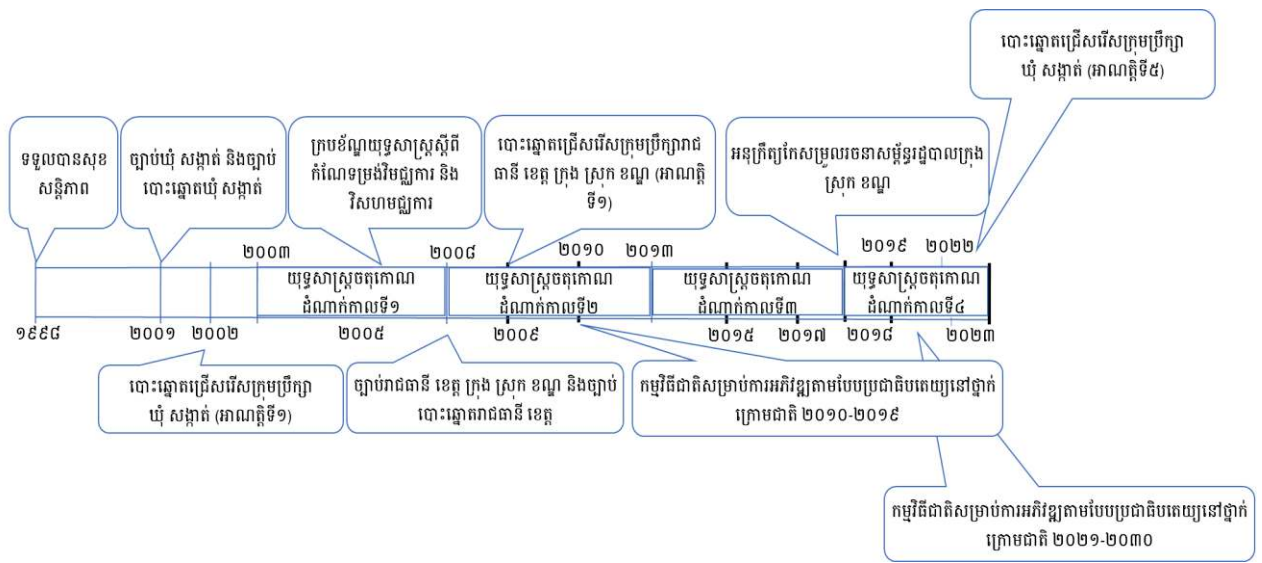 បោះឆ្នោតជ្រើសរើសក្រុមប្រឹក្សា
ឃុំ សង្កាត់ (អាណត្តិទី៥)
ទទួលបានសុខ
សន្តិភាព
ច្បាប់ឃុំ សង្កាត់ និងច្បាប់
បោះឆ្នោតឃុំ សង្កាត់
ក្របខ័ណ្ឌយុទ្ធសាស្ត្រស្តីពី
កំណែទម្រង់វិមជ្ឈការ និង
វិសហមជ្ឈការ
បោះឆ្នោតជ្រើសរើសក្រុមប្រឹក្សារាជ
ធានី ខេត្ត ក្រុង ស្រុក ខណ្ឌ (អាណត្តិ
ទី១)
អនុក្រឹត្យកែសម្រួលរចនាសម្ព័ន្ធរដ្ឋបាលក្រុង
ស្រុក ខណ្ឌ
២០០៣
២០០៨
២០១០
២០១៣
២០១៩
២០២២
យុទ្ធសាស្ត្រចតុកោណ
ដំណាក់កាលទី១
យុទ្ធសាស្ត្រចតុកោណ
ដំណាក់កាលទី២
យុទ្ធសាស្ត្រចតុកោណ
ដំណាក់កាលទី៣
យុទ្ធសាស្ត្រចតុកោណ
ដំណាក់កាលទី៤
១៩៩៨
២០០១
២០០២
២០០៥
២០០៩
២០១៥
២០១៧
២០១៨
២០២៣
បោះឆ្នោតជ្រើសរើសក្រុមប្រឹក្សា
ឃុំ សង្កាត់ (អាណត្តិទី១)
ច្បាប់រាជធានី ខេត្ត ក្រុង ស្រុក ខណ្ឌ និងច្បាប់
បោះឆ្នោតរាជធានី ខេត្ត
កម្មវិធីជាតិសម្រាប់ការអភិវឌ្ឍតាមបែបប្រជាធិបតេយ្យនៅថ្នាក់
ក្រោមជាតិ ២០១០-២០១៩
កម្មវិធីជាតិសម្រាប់ការអភិវឌ្ឍតាមបែបប្រជាធិបតេយ្យនៅថ្នាក់
ក្រោមជាតិ ២០២១-២០៣០